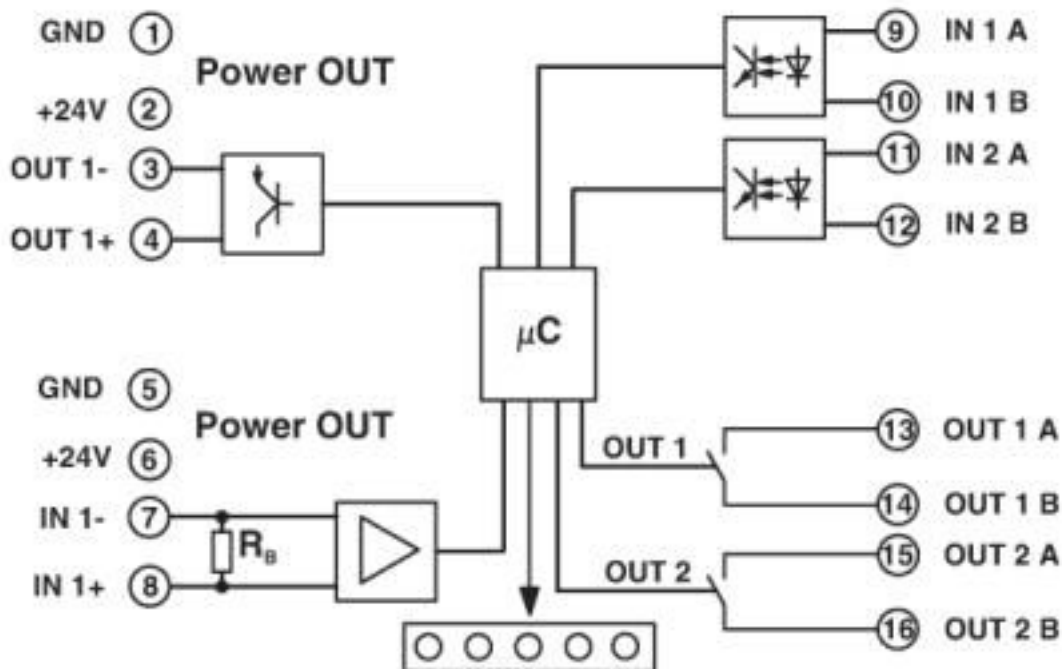 GND 1
Power OUT
+24V 2
OUT 1- 3
OUT 1+ 4
9 IN 1 A
10 IN 1 B
11 IN 2 A
12 IN 2 B
μC
GND 5
Power OUT
+24V 6
IN 1- 7
RB
IN 1+ 8
OUT 1
13 OUT 1 A
14 OUT 1 B
OUT 2
15 OUT 2 A
16 OUT 2 B